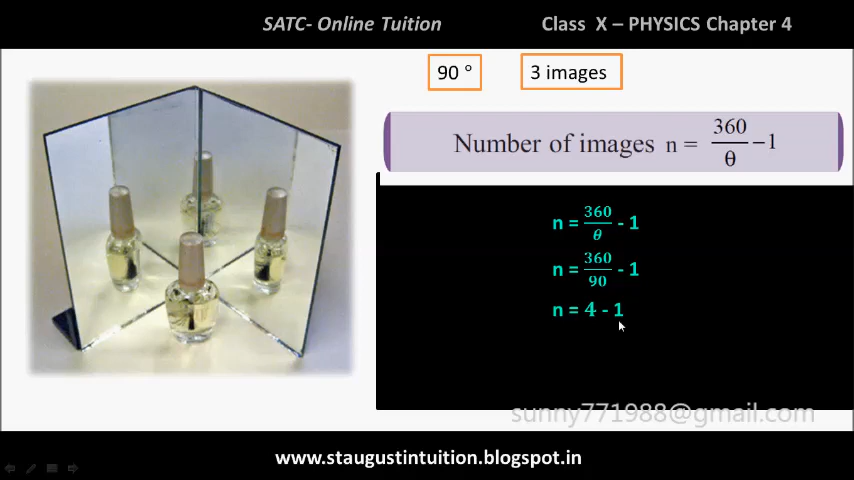 SATC- Online Tuition Class X – PHYSICS Chapter 4
90 ° 3 images
Number of images n = 360/θ – 1
n = 360/θ - 1
n = 360/90 - 1
n = 4 - 1
sunny771988@gmail.com
www.staugustintuition.blogspot.in